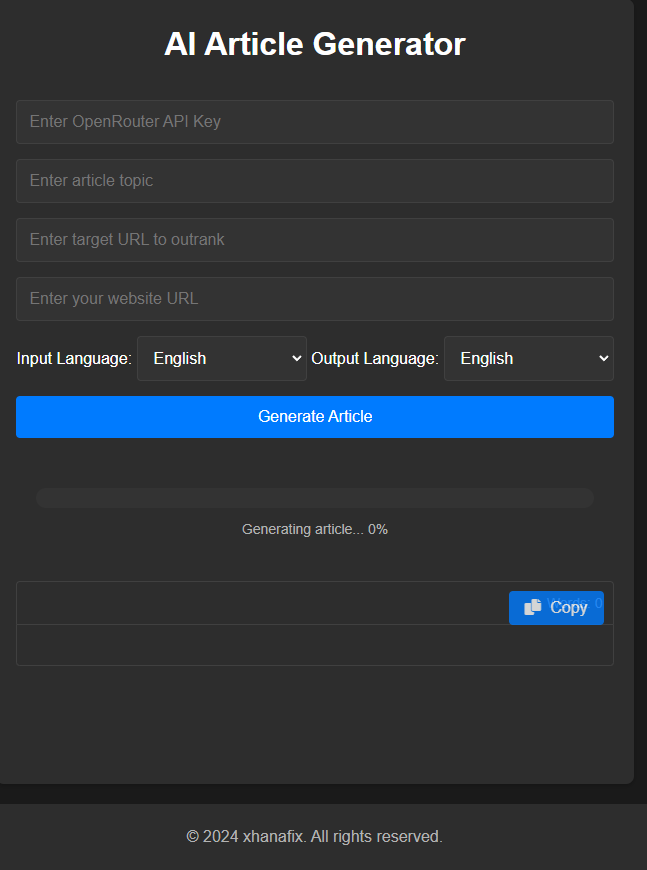 AI Article Generator
Enter OpenRouter API Key
Enter article topic
Enter target URL to outrank
Enter your website URL
Input Language: English Output Language: English
Generate Article
Generating article... 0%
Words: 0
Copy
© 2024 xhanafix. All rights reserved.